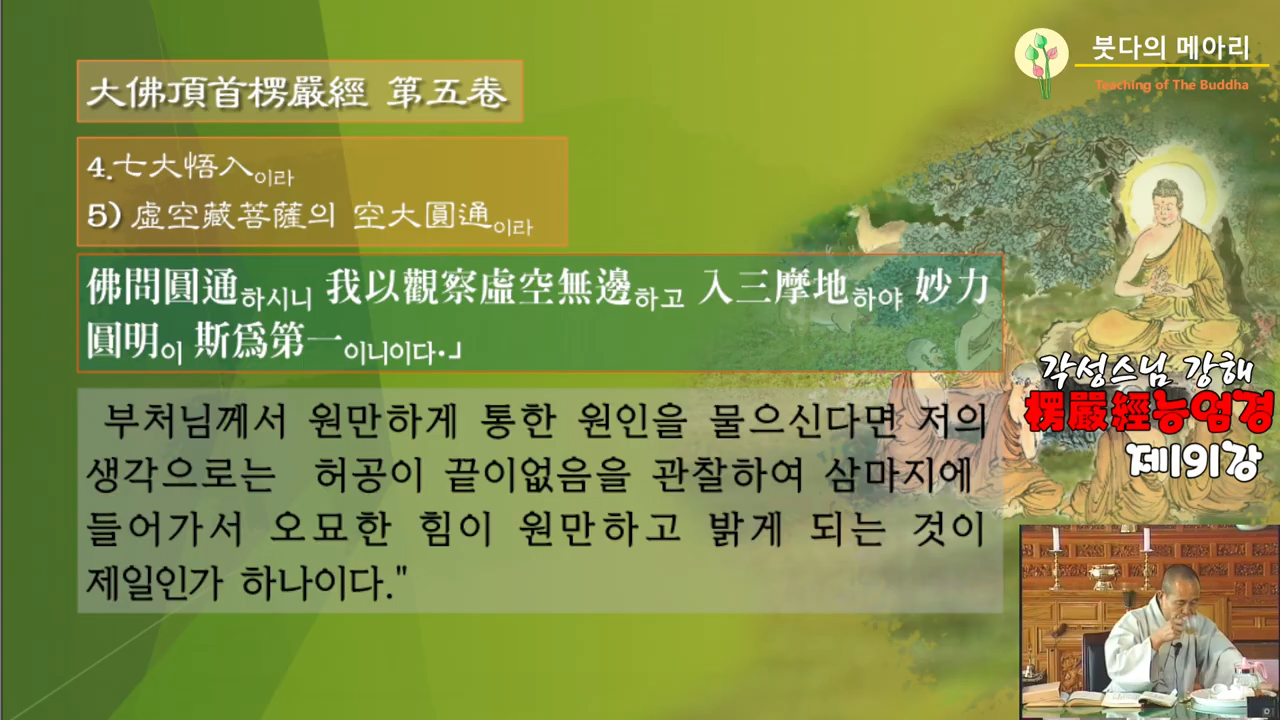 大佛頂首楞嚴經 第五卷
4.七大悟入이라
5) 虛空藏菩薩의 空大圓通이라
佛問圓通하시니 我以觀察虛空無邊하고 入三摩地하야 妙力
圓明이 斯爲第一이니이다.」
부처님께서 원만하게 통한 원인을 물으신다면 저의
생각으로는 허공이 끝이없음을 관찰하여 삼마지에
들어가서 오묘한 힘이 원만하고 밝게 되는 것이
제일인가 하나이다."
붓다의 메아리
Teaching of The Buddha
각성스님 강해
楞嚴經능엄경
제191강